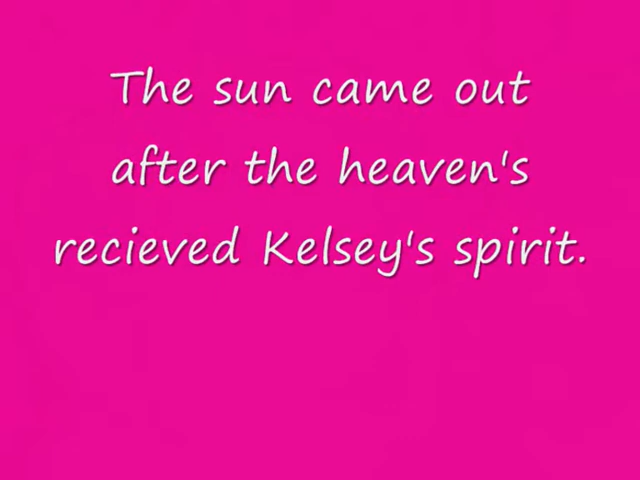 The sun came out
after the heaven's
recieved Kelsey's spirit.